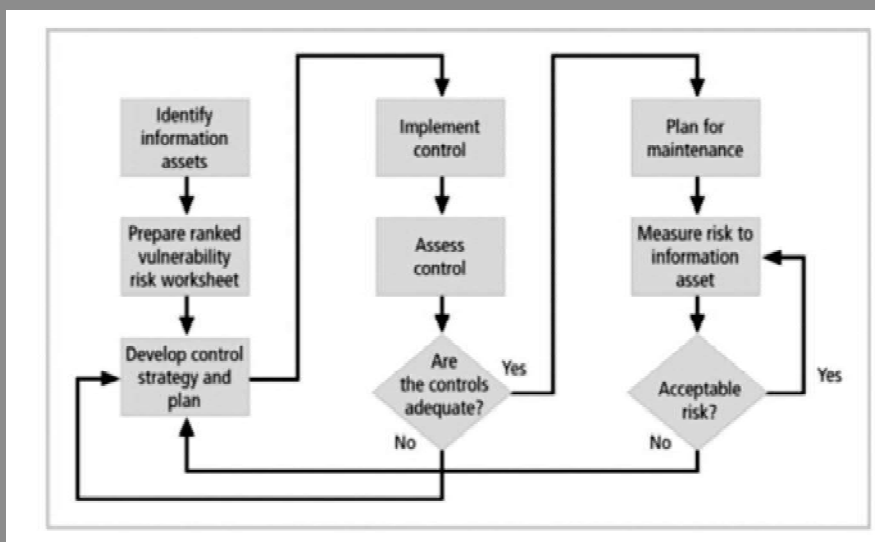 Identify
information
assets
Prepare ranked
vulnerability
risk worksheet
Develop control
strategy and
plan
Implement
control
Assess
control
Are
the controls
adequate?
Yes
No
Plan for
maintenance
Measure risk to
information
asset
Acceptable
risk?
Yes
No